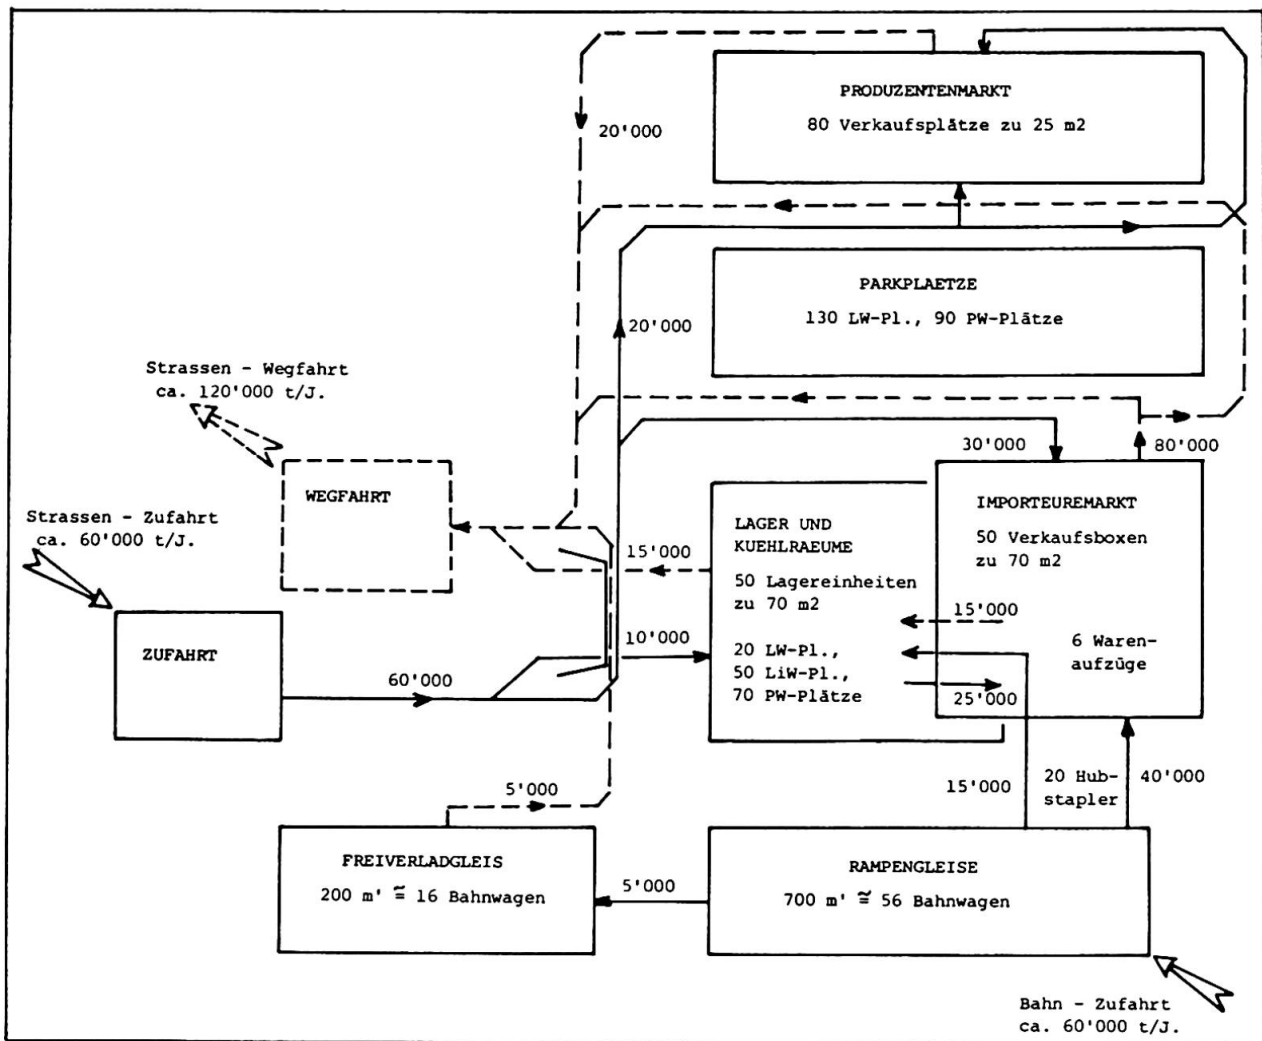 PRODUZENTENMARKT
80 Verkaufsplätze zu 25 m2
20'000
PARKPLAETZE
130 LW-Pl., 90 PW-Plätze
20'000
Strassen - Wegfahrt
ca. 120'000 t/J.
30'000
80'000
WEGFAHRT
IMPORTEUREMARKT
50 Verkaufsboxen
zu 70 m2
6 Waren-
aufzüge
Strassen - Zufahrt
ca. 60'000 t/J.
LAGER UND
KUEHLRAEUME
50 Lagereinheiten
zu 70 m2
20 LW-Pl.,
50 LiW-Pl.,
70 PW-Plätze
15'000
15'000
10'000
25'000
ZUFAHRT
60'000
5'000
15'000
20 Hub-
stapler
40'000
FREIVERLADGLEIS
200 m' ≅ 16 Bahnwagen
5'000
RAMPENGLEISE
700 m' ≅ 56 Bahnwagen
Bahn - Zufahrt
ca. 60'000 t/J.